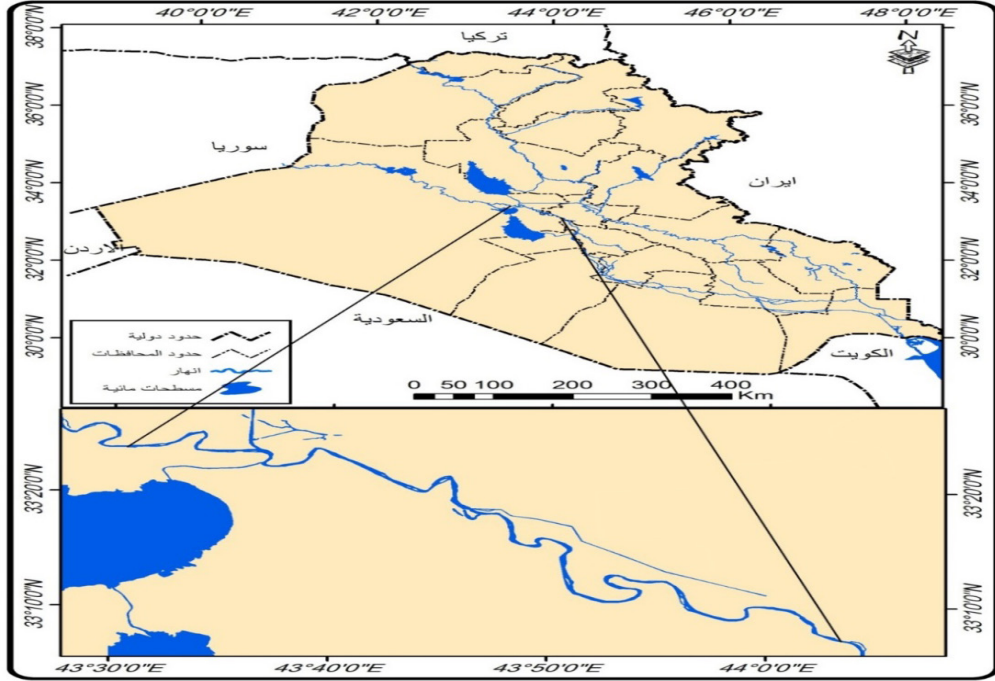 40°0'0"E 42°0'0"E 44°0'0"E 46°0'0"E 48°0'0"E
38°0'0"N
36°0'0"N
34°0'0"N
32°0'0"N
30°0'0"N
36°0'0"N
34°0'0"N
32°0'0"N
30°0'0"N
N
تركيا
سوريا
ايران
الاردن
السعودية
الكويت
حدود دولية
حدود المحافظات
انهار
مسطحات مائية
0 50 100 200 300 400
Km
33°20'0"N
33°10'0"N
33°20'0"N
33°10'0"N
43°30'0"E 43°40'0"E 43°50'0"E 44°0'0"E